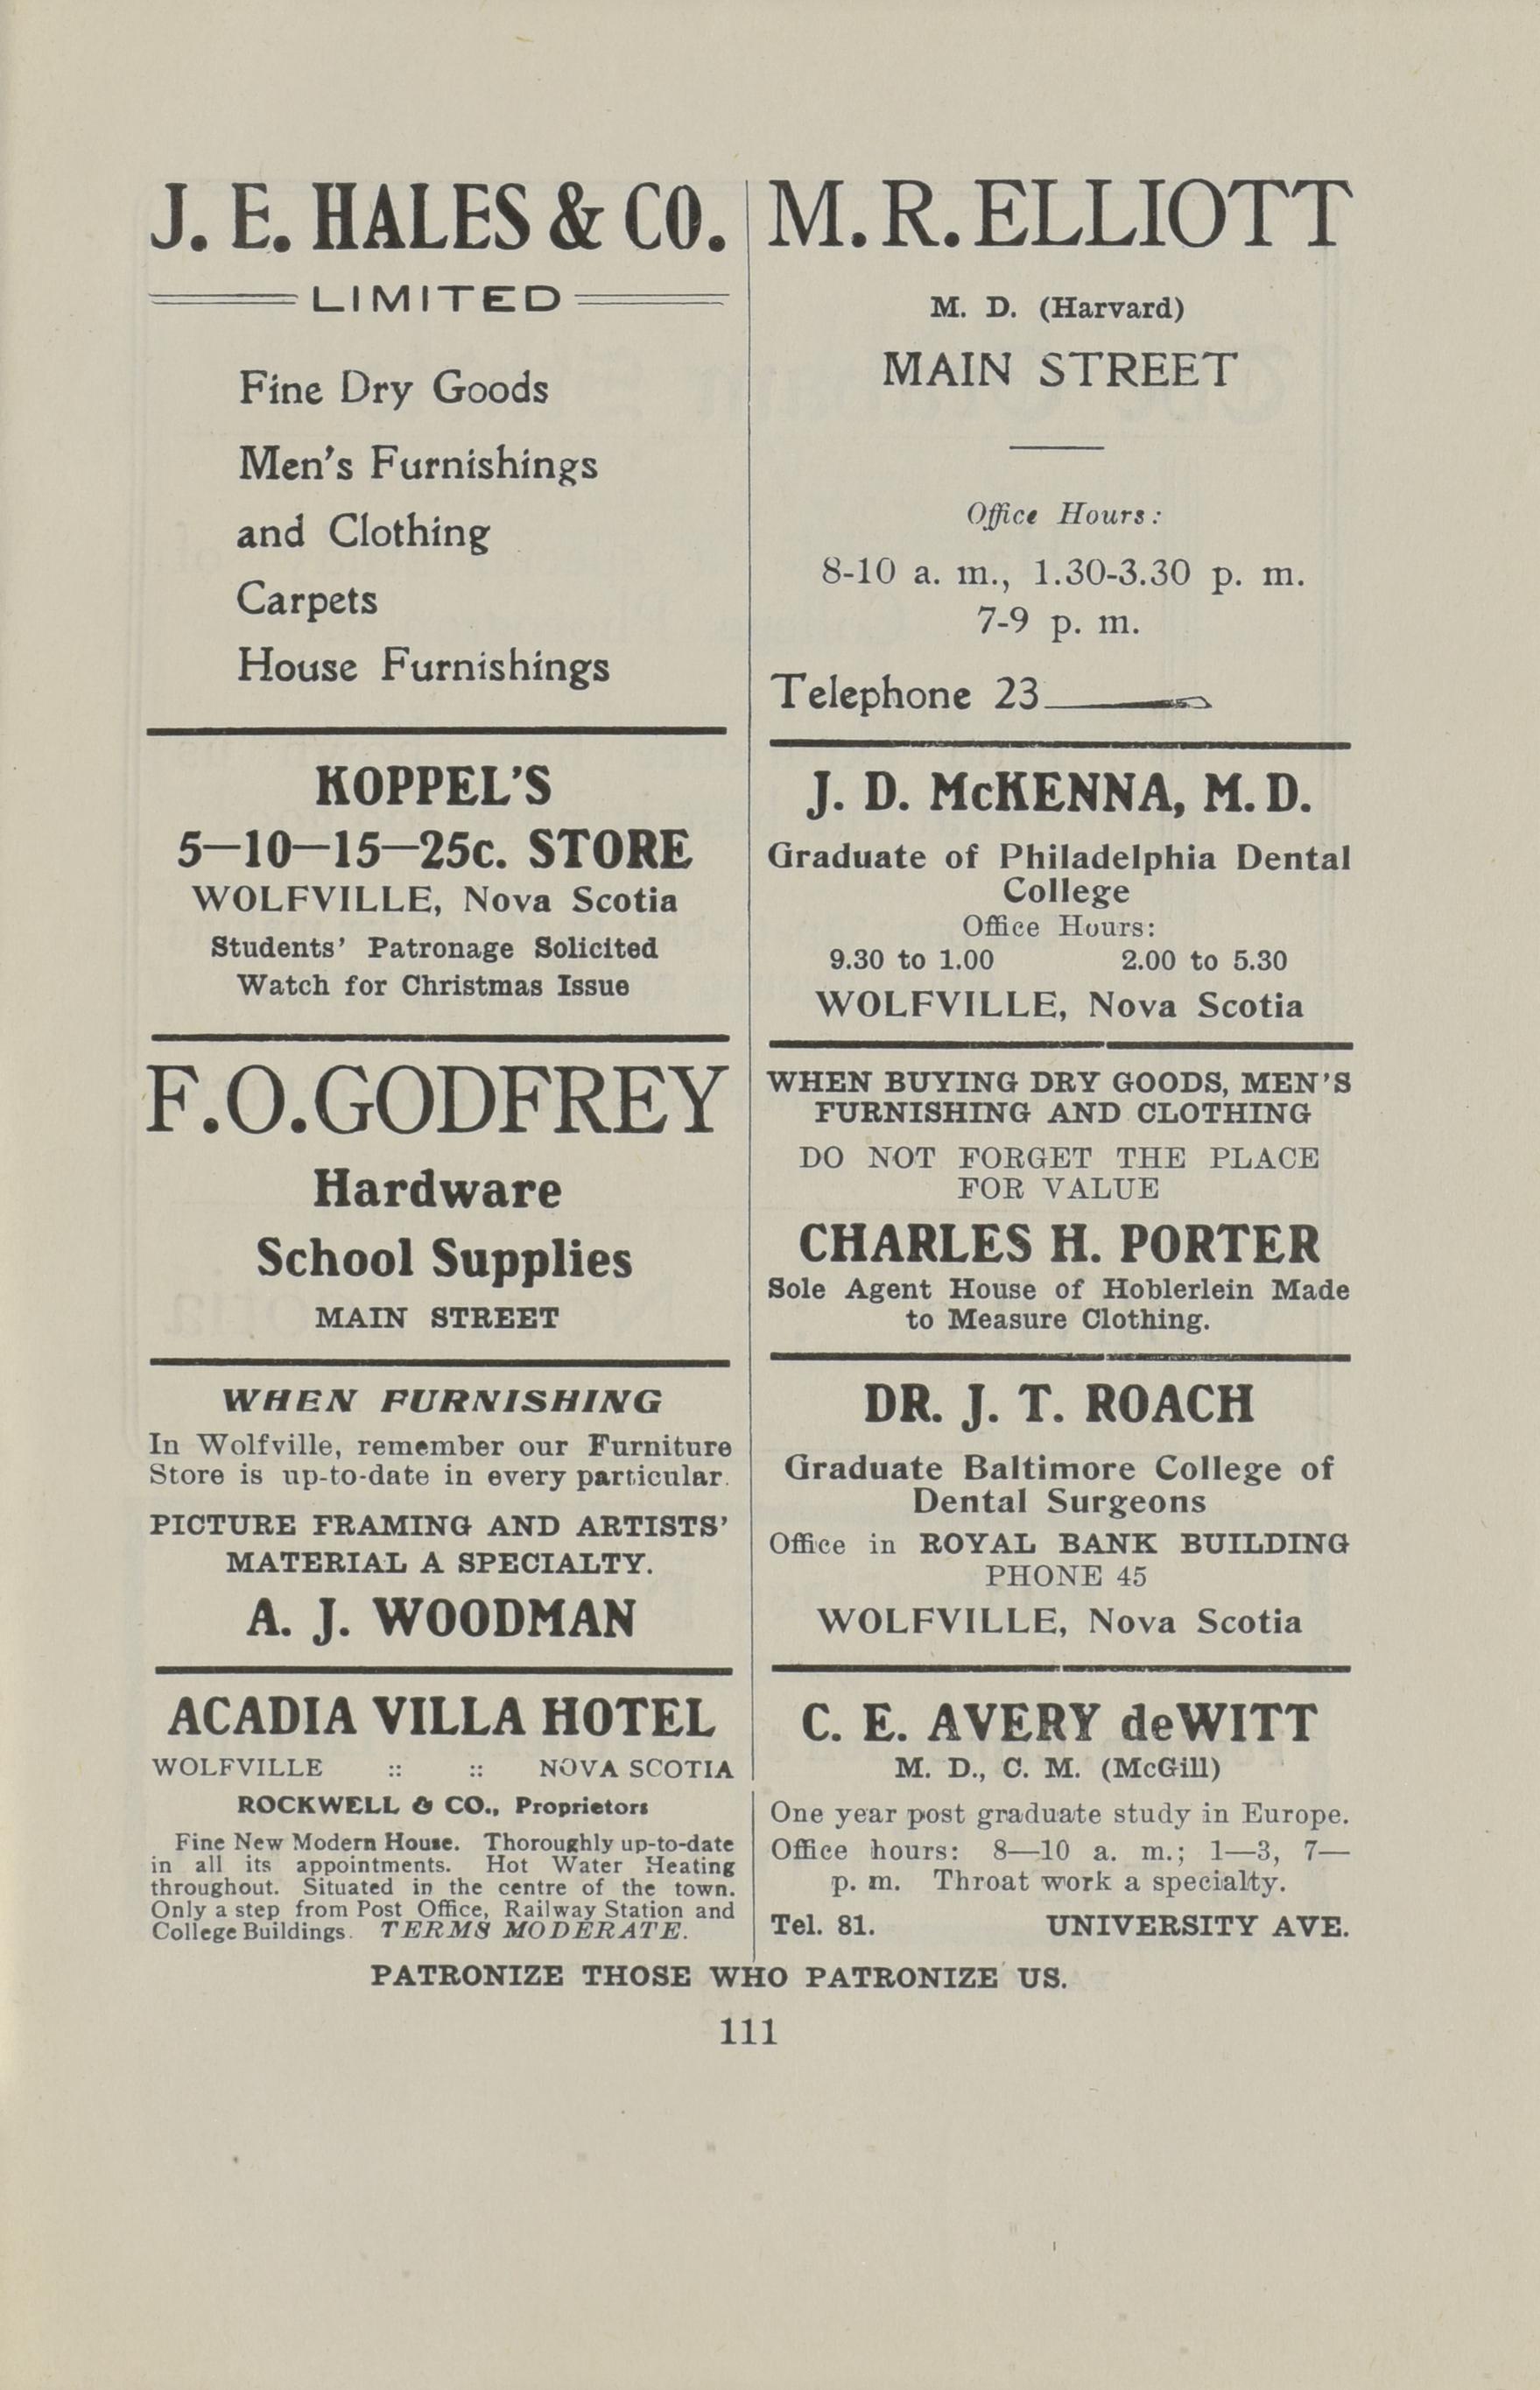 J. E. HALES & CO.
LIMITED
Fine Dry Goods
Men's Furnishings
and Clothing
Carpets
House Furnishings
KOPPEL'S
5—10—15—25c. STORE
WOLFVILLE, Nova Scotia
Students' Patronage Solicited
Watch for Christmas Issue
F. O. GODFREY
Hardware
School Supplies
MAIN STREET
WHEN FURNISHING
In Wolfville, remember our Furniture
Store is up-to-date in every particular.
PICTURE FRAMING AND ARTISTS'
MATERIAL A SPECIALTY.
A. J. WOODMAN
ACADIA VILLA HOTEL
WOLFVILLE :: :: NOVA SCOTIA
ROCKWELL & CO., Proprietors
Fine New Modern House. Thoroughly up-to-date
in all its appointments. Hot Water Heating
throughout. Situated in the centre of the town.
Only a step from Post Office, Railway Station and
College Buildings. TERMS MODERATE.
M. R. ELLIOTT
M. D. (Harvard)
MAIN STREET
Office Hours:
8-10 a. m., 1.30-3.30 p. m.
7-9 p. m.
Telephone 23
J. D. McKENNA, M. D.
Graduate of Philadelphia Dental
College
Office Hours:
9.30 to 1.00 2.00 to 5.30
WOLFVILLE, Nova Scotia
WHEN BUYING DRY GOODS, MEN'S
FURNISHING AND CLOTHING
DO NOT FORGET THE PLACE
FOR VALUE
CHARLES H. PORTER
Sole Agent House of Hoblerlein Made
to Measure Clothing.
DR. J. T. ROACH
Graduate Baltimore College of
Dental Surgeons
Office in ROYAL BANK BUILDING
PHONE 45
WOLFVILLE, Nova Scotia
C. E. AVERY deWITT
M. D., C. M. (McGill)
One year post graduate study in Europe.
Office hours: 8—10 a. m.; 1—3, 7—
p. m. Throat work a specialty.
Tel. 81. UNIVERSITY AVE.
PATRONIZE THOSE WHO PATRONIZE US.
111